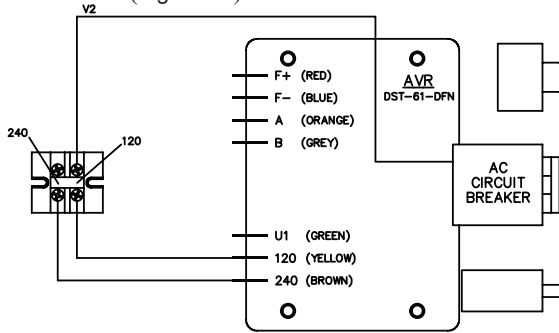 V2
F+ (RED)
F- (BLUE)
A (ORANGE)
B (GREY)
AVR
DST-61-DFN
240
120
AC
CIRCUIT
BREAKER
U1 (GREEN)
120 (YELLOW)
240 (BROWN)